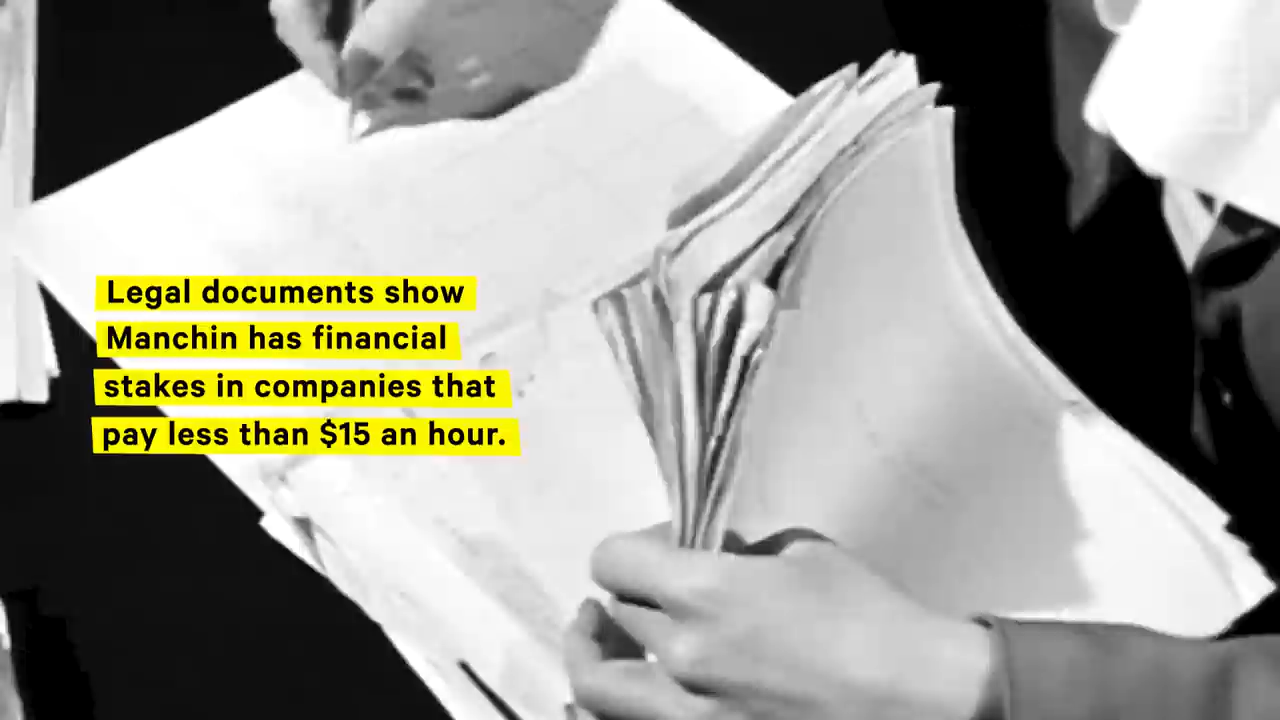 Legal documents show
Manchin has financial
stakes in companies that
pay less than $15 an hour.